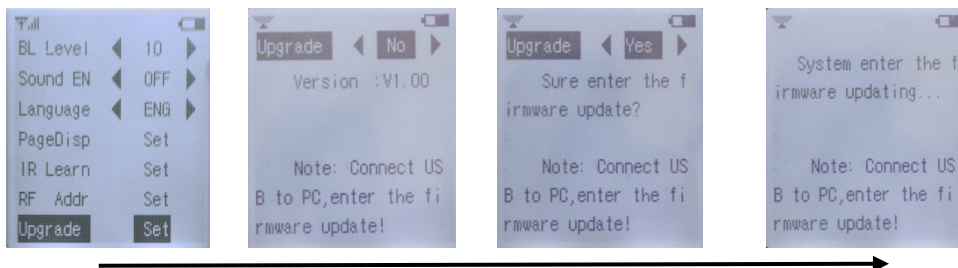 BL Level 10
Sound EN OFF
Language ENG
PageDisp Set
IR Learn Set
RF Addr Set
Upgrade Set
Upgrade No
Version :V1.00
Note: Connect US
B to PC,enter the fi
rmware update!
Upgrade Yes
Sure enter the f
irmware update?
Note: Connect US
B to PC,enter the fi
rmware update!
System enter the f
irmware updating...
Note: Connect US
B to PC,enter the fi
rmware update!